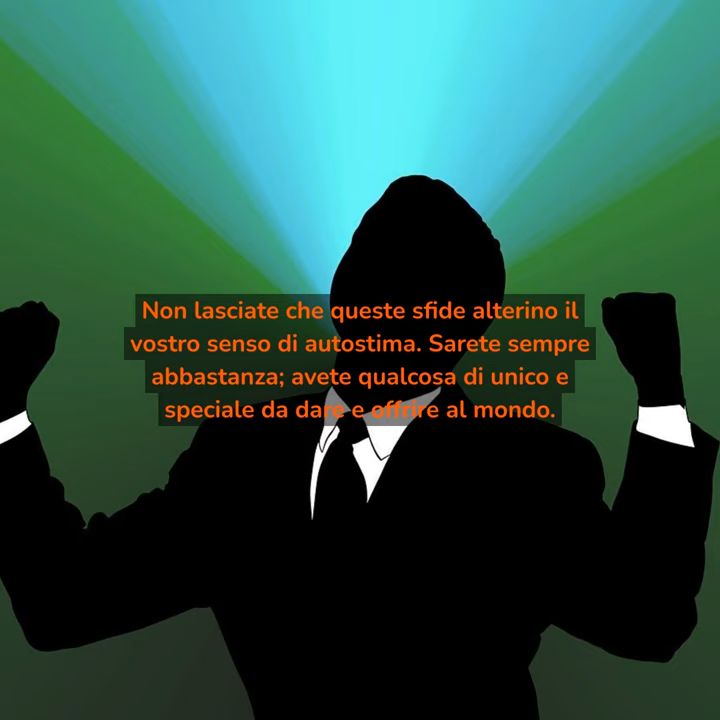 Non lasciate che queste sfide alterino il
vostro senso di autostima. Sarete sempre
abbastanza; avete qualcosa di unico e
speciale da dare e offrire al mondo.